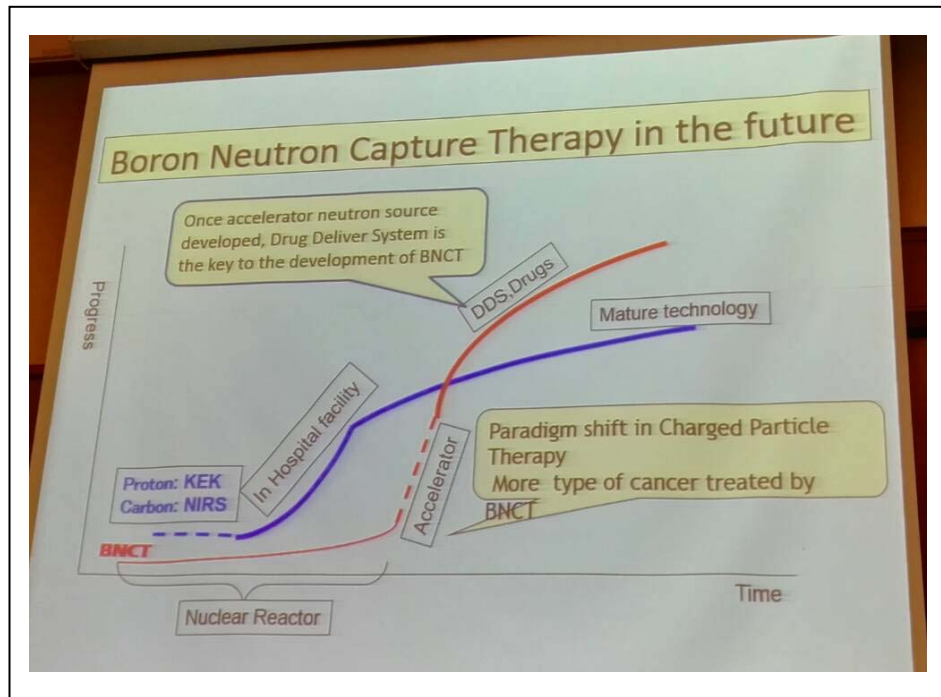 Boron Neutron Capture Therapy in the future
Once accelerator neutron source
developed, Drug Deliver System is
the key to the development of BNCT
Progress
DDS,Drugs
Mature technology
In Hospital facility
Proton: KEK
Carbon: NIRS
Accelerator
Paradigm shift in Charged Particle
Therapy
More type of cancer treated by
BNCT
BNCT
Nuclear Reactor
Time